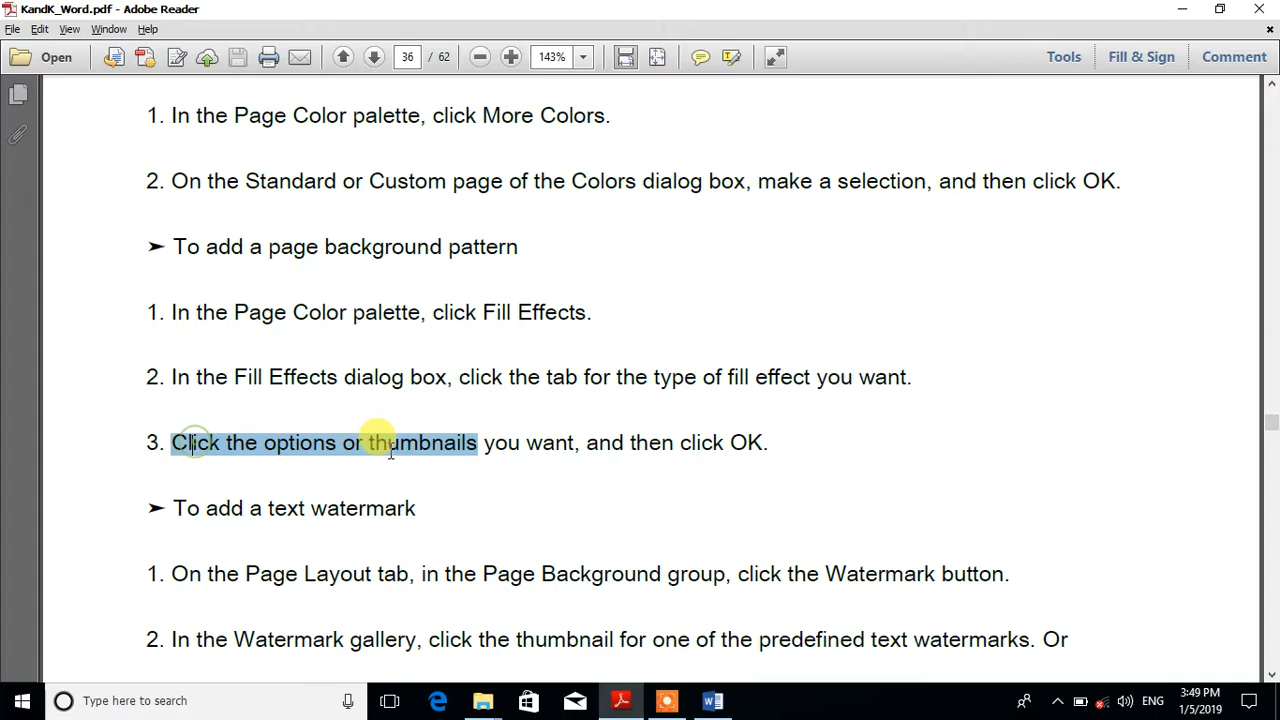 KandK_Word.pdf - Adobe Reader
File Edit View Window Help
Open 36 / 62 143% Tools Fill & Sign Comment
1. In the Page Color palette, click More Colors.
2. On the Standard or Custom page of the Colors dialog box, make a selection, and then click OK.
➤ To add a page background pattern
1. In the Page Color palette, click Fill Effects.
2. In the Fill Effects dialog box, click the tab for the type of fill effect you want.
3. Click the options or thumbnails you want, and then click OK.
➤ To add a text watermark
1. On the Page Layout tab, in the Page Background group, click the Watermark button.
2. In the Watermark gallery, click the thumbnail for one of the predefined text watermarks. Or
Type here to search
ENG
3:49 PM
1/5/2019